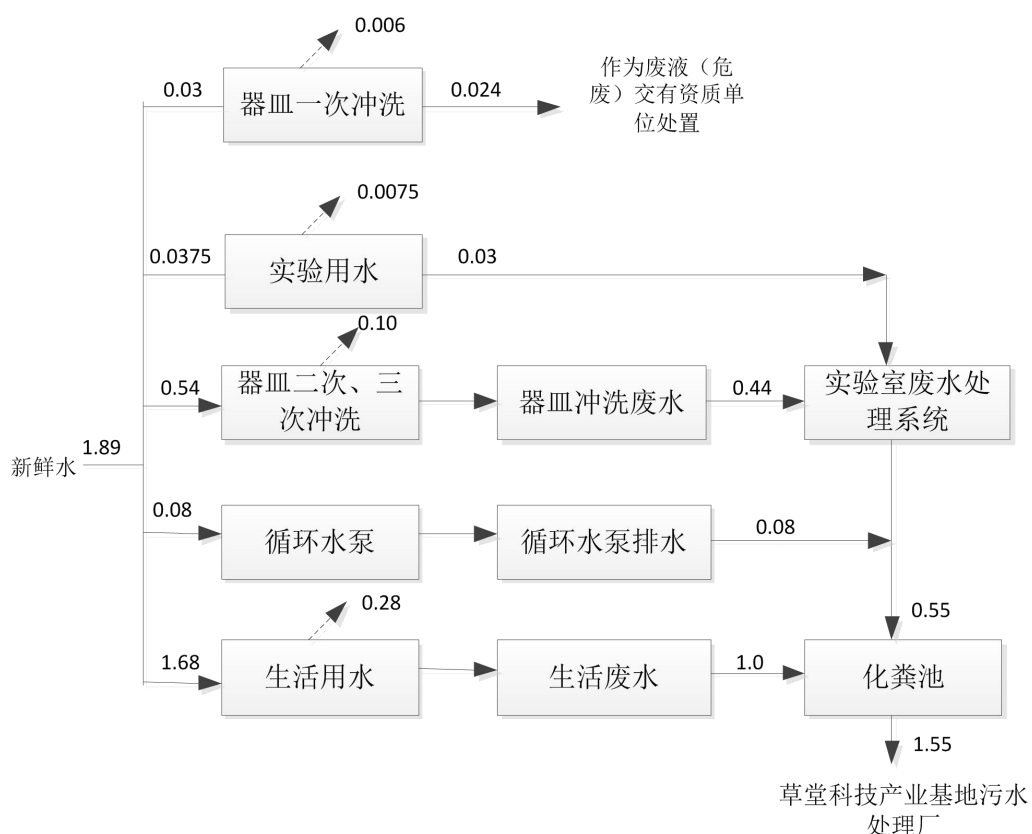 0.006
0.03
器皿一次冲洗
0.024
作为废液（危
废）交有资质单
位处置
0.0075
0.0375
实验用水
0.03
0.10
0.54
器皿二次、三
次冲洗
器皿冲洗废水
0.44
实验室废水处
理系统
新鲜水
1.89
0.08
循环水泵
循环水泵排水
0.08
0.28
0.55
1.68
生活用水
生活废水
1.0
化粪池
1.55
草堂科技产业基地污水
处理厂